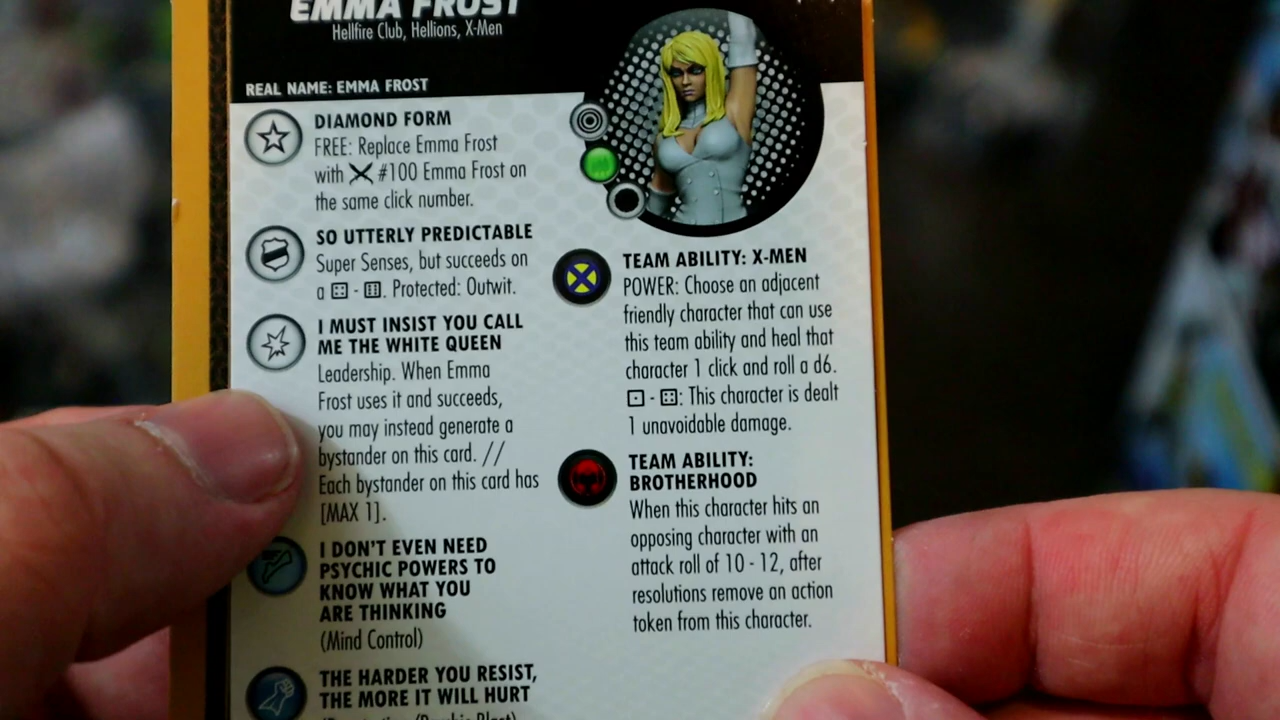 EMMA FROST
Hellfire Club, Hellions, X-Men
REAL NAME: EMMA FROST
DIAMOND FORM
FREE: Replace Emma Frost
with #100 Emma Frost on
the same click number.
SO UTTERLY PREDICTABLE
Super Senses, but succeeds on
a ⚃ - ⚅. Protected: Outwit.
I MUST INSIST YOU CALL
ME THE WHITE QUEEN
Leadership. When Emma
Frost uses it and succeeds,
you may instead generate a
bystander on this card. //
Each bystander on this card has
[MAX 1].
I DON'T EVEN NEED
PSYCHIC POWERS TO
KNOW WHAT YOU
ARE THINKING
(Mind Control)
THE HARDER YOU RESIST,
THE MORE IT WILL HURT
TEAM ABILITY: X-MEN
POWER: Choose an adjacent
friendly character that can use
this team ability and heal that
character 1 click and roll a d6.
⚀ - ⚃: This character is dealt
1 unavoidable damage.
TEAM ABILITY:
BROTHERHOOD
When this character hits an
opposing character with an
attack roll of 10 - 12, after
resolutions remove an action
token from this character.